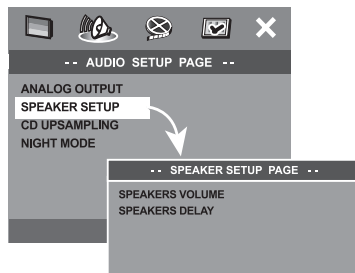 -- AUDIO SETUP PAGE --
ANALOG OUTPUT
SPEAKER SETUP
CD UPSAMPLING
NIGHT MODE
-- SPEAKER SETUP PAGE --
SPEAKERS VOLUME
SPEAKERS DELAY